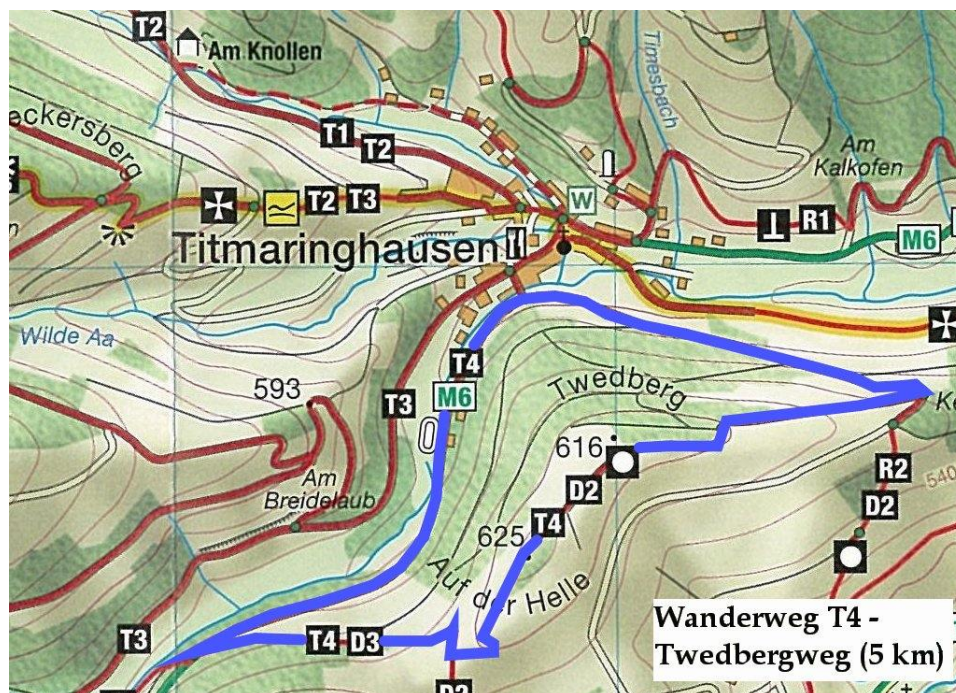 T2
Am Knollen
eckersberg
T1
T2
Timesbach
Am
Kalkofen
T2
T3
W
R1
M6
Titmaringhausen
Wilde Aa
T4
M6
T3
593
Twedberg
616
Am
Breidelaub
D2
T4
625
R2
D2
540
Auf der Helle
T3
T4
D3
Wanderweg T4 -
Twedbergweg (5 km)